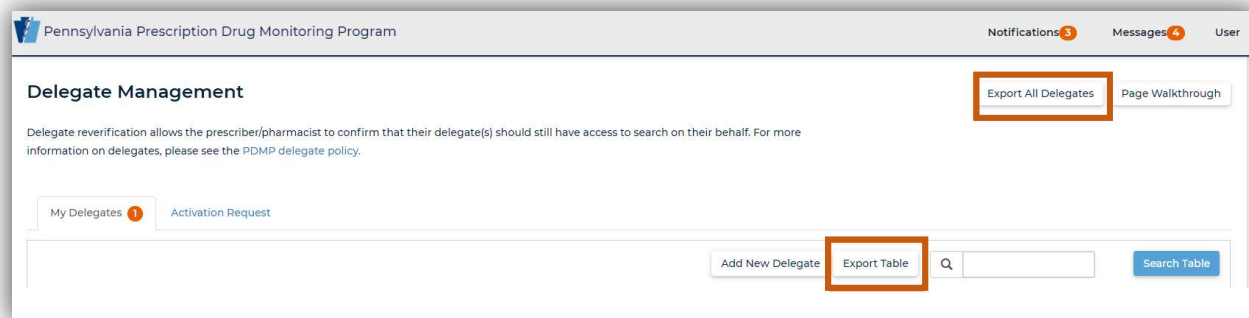 Pennsylvania Prescription Drug Monitoring Program
Notifications 3
Messages 4
User
Delegate Management
Export All Delegates
Page Walkthrough
Delegate reverification allows the prescriber/pharmacist to confirm that their delegate(s) should still have access to search on their behalf. For more
information on delegates, please see the PDMP delegate policy.
My Delegates 1
Activation Request
Add New Delegate
Export Table
Search Table